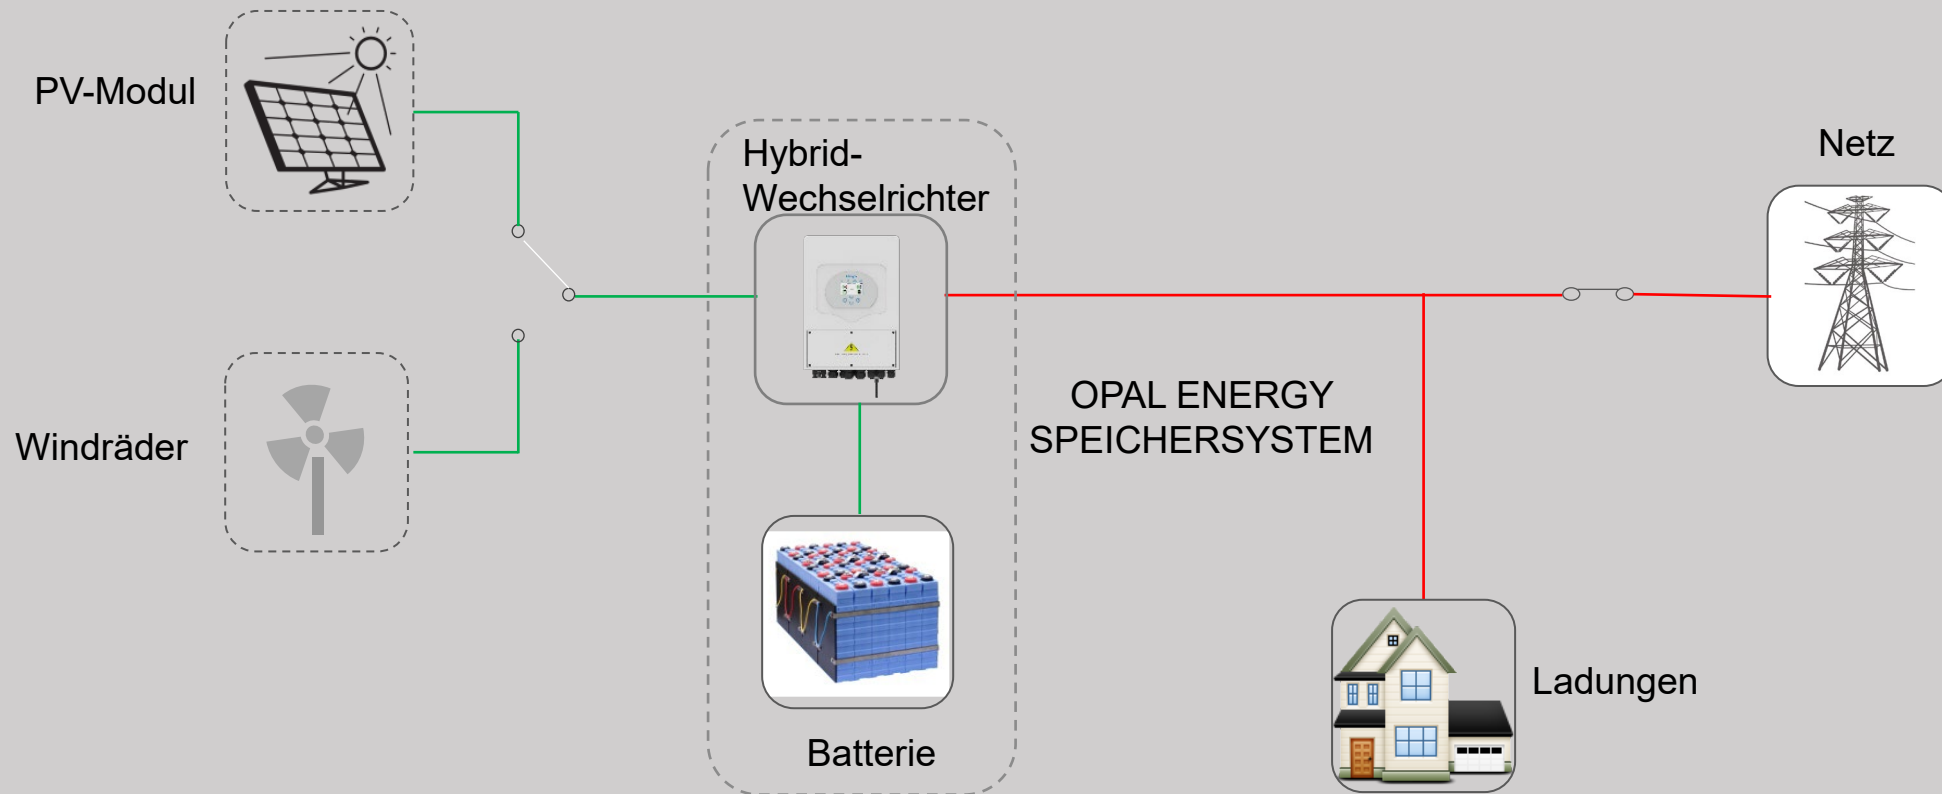 PV-Modul
Hybrid-
Wechselrichter
Netz
OPAL ENERGY
SPEICHERSYSTEM
Windräder
Ladungen
Batterie